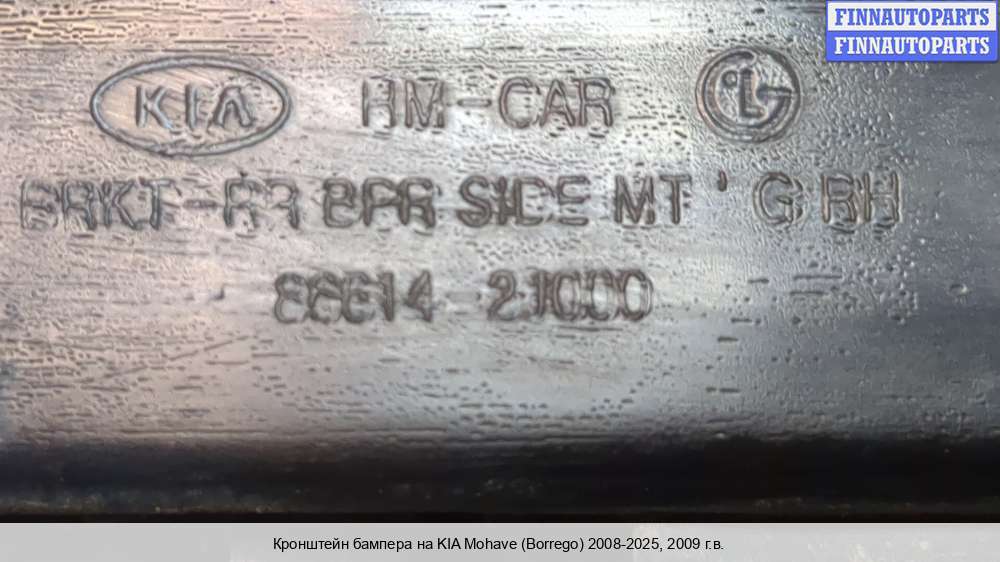 FINNAUTOPARTS
FINNAUTOPARTS
KIA HM-CAR LG
BRKT-RR BPR SIDE MT'G RH
86614-2J000
Кронштейн бампера на KIA Mohave (Borrego) 2008-2025, 2009 г.в.